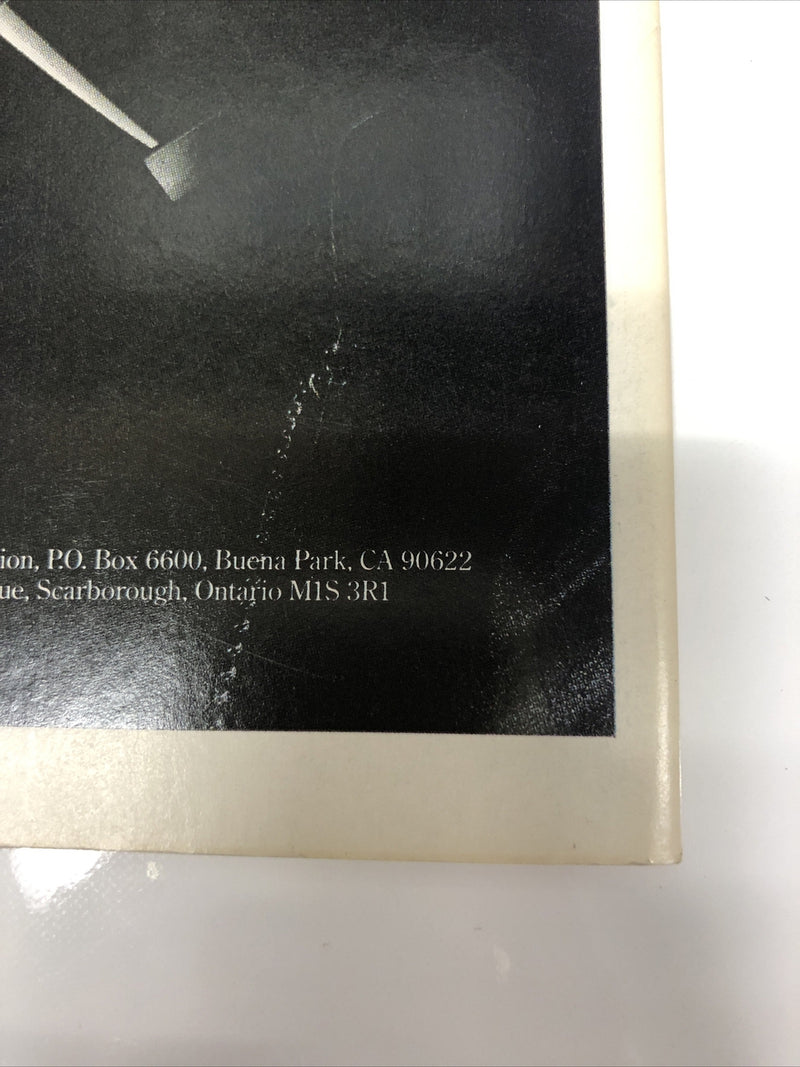 ion, P.O. Box 6600, Buena Park, CA 90622
ue, Scarborough, Ontario M1S 3R1